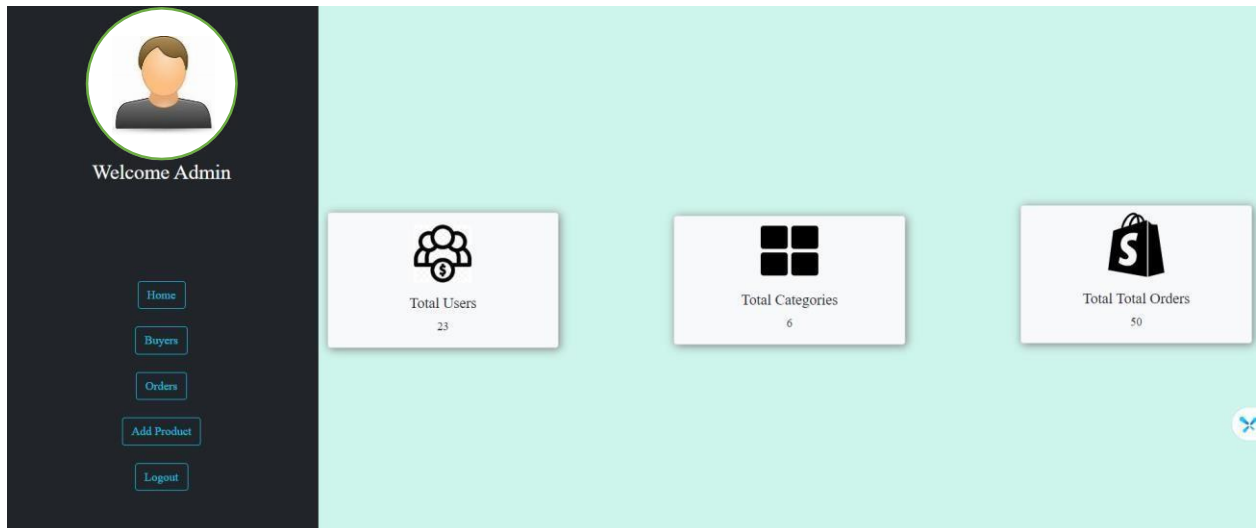 Welcome Admin
Home
Buyers
Orders
Add Product
Logout
$
Total Users
23
Total Categories
6
S
Total Total Orders
50